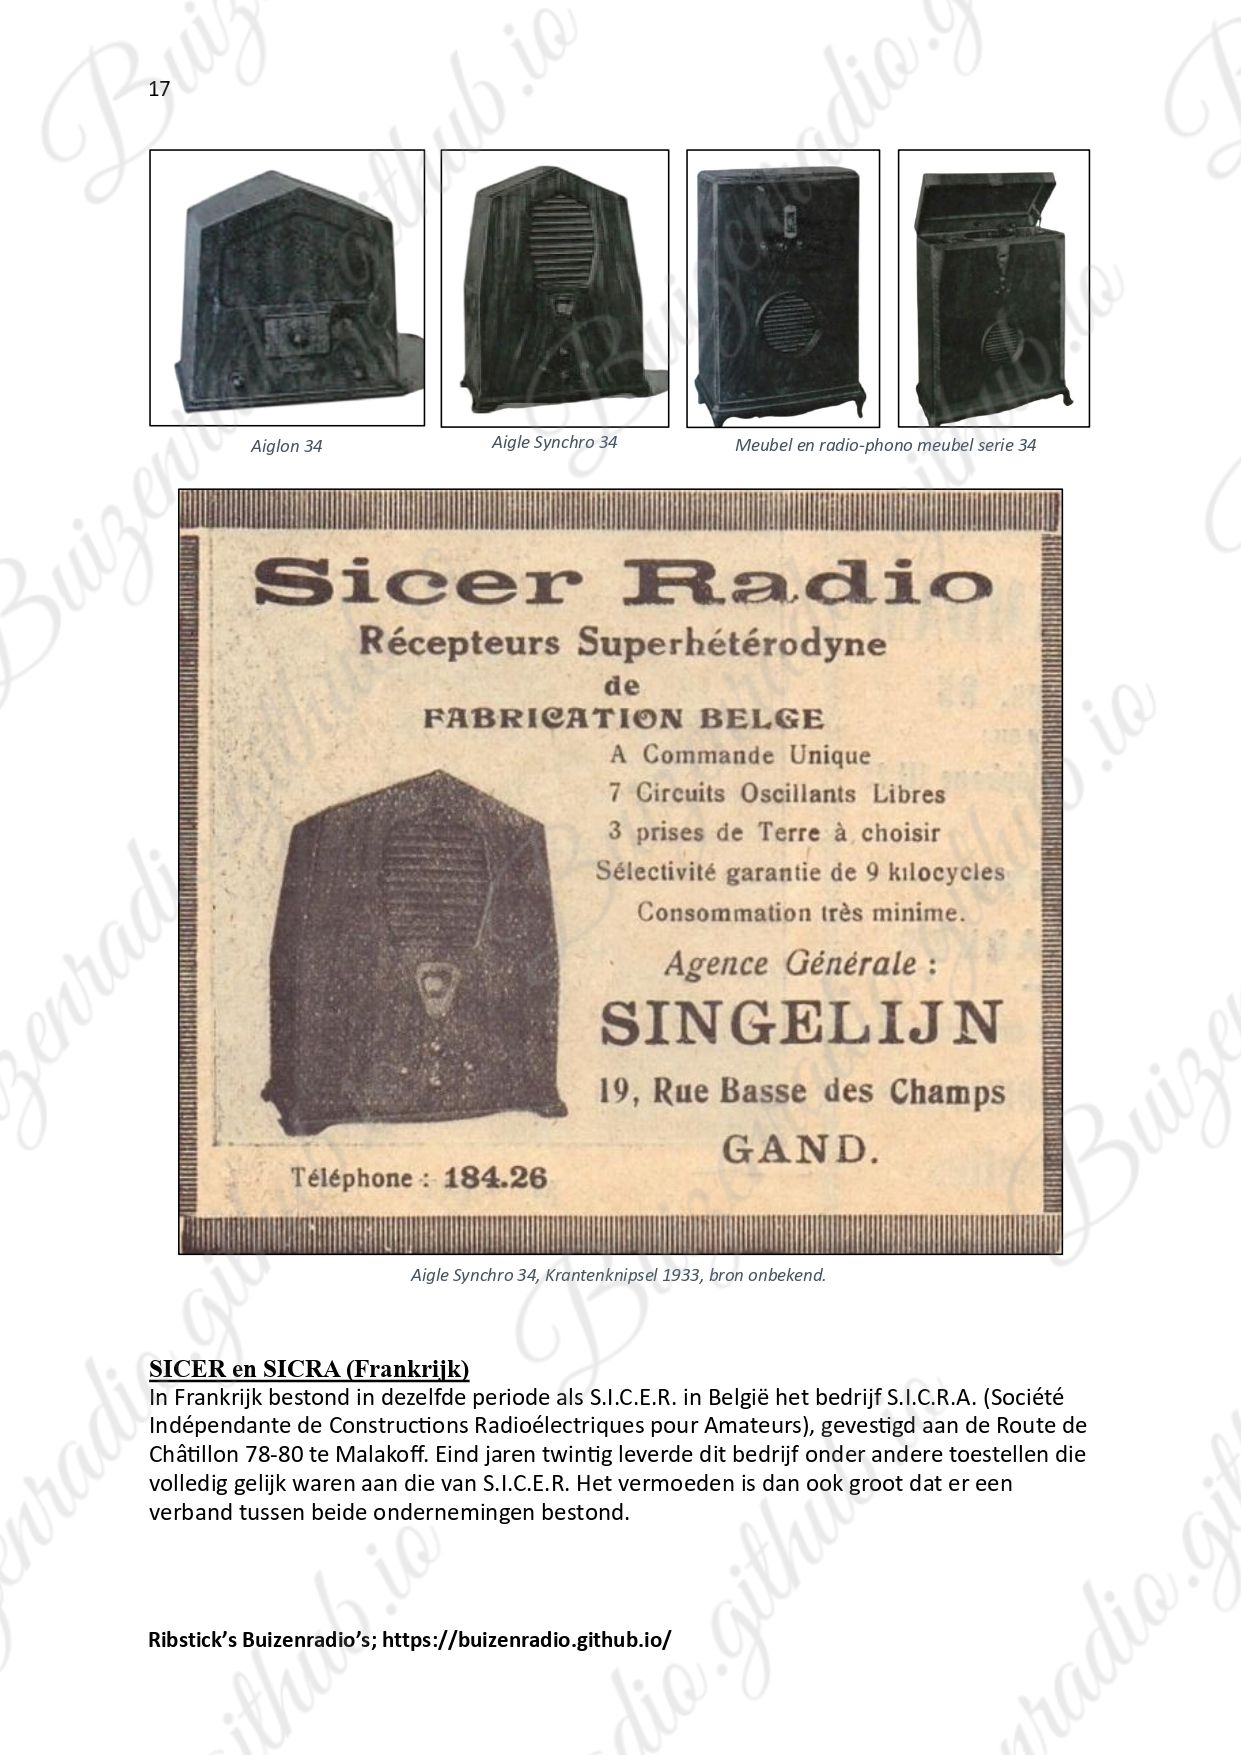 17
Aiglon 34
Aigle Synchro 34
Meubel en radio-phono meubel serie 34
Sicer Radio
Récepteurs Superhétérodyne
de
FABRICATION BELGE
A Commande Unique
7 Circuits Oscillants Libres
3 prises de Terre à choisir
Sélectivité garantie de 9 kilocycles
Consommation très minime.
Agence Générale :
SINGELIJN
19, Rue Basse des Champs
GAND.
Téléphone : 184.26
Aigle Synchro 34, Krantenknipsel 1933, bron onbekend.
SICER en SICRA (Frankrijk)
In Frankrijk bestond in dezelfde periode als S.I.C.E.R. in België het bedrijf S.I.C.R.A. (Société
Indépendante de Constructions Radioélectriques pour Amateurs), gevestigd aan de Route de
Châtillon 78-80 te Malakoff. Eind jaren twintig leverde dit bedrijf onder andere toestellen die
volledig gelijk waren aan die van S.I.C.E.R. Het vermoeden is dan ook groot dat er een
verband tussen beide ondernemingen bestond.
Ribstick's Buizenradio's; https://buizenradio.github.io/
Buizenradio.github.io